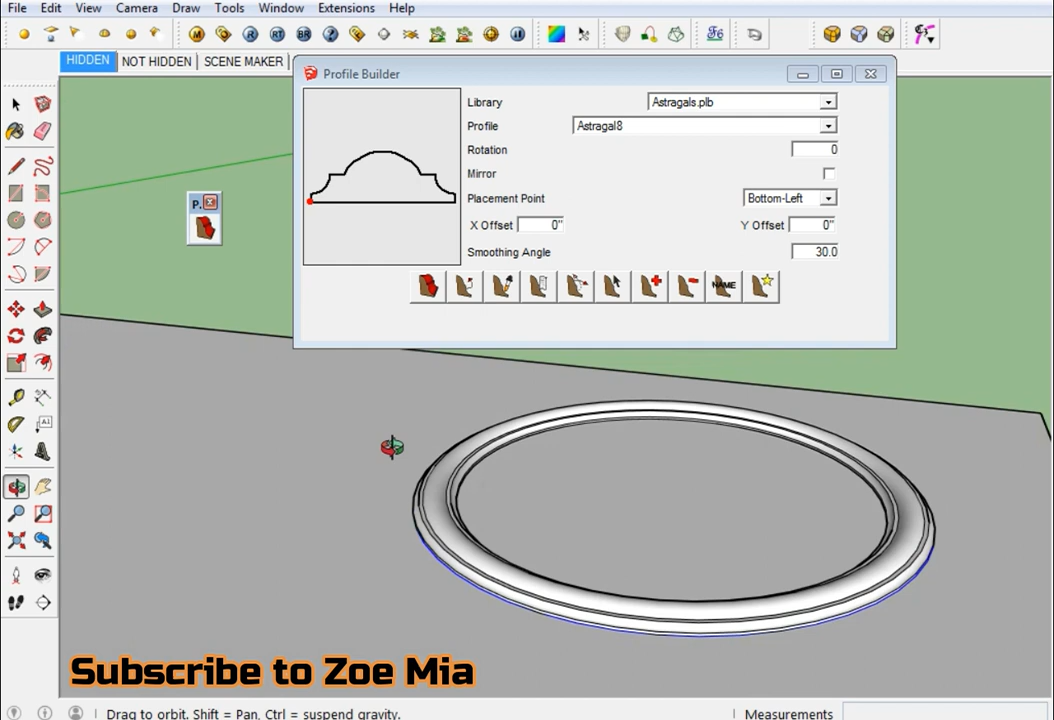 File Edit View Camera Draw Tools Window Extensions Help
HIDDEN NOT HIDDEN SCENE MAKER
Profile Builder
Library Astragals.plb
Profile Astragal8
Rotation 0
Mirror
Placement Point Bottom-Left
X Offset 0" Y Offset 0"
Smoothing Angle 30.0
NAME
P..
Subscribe to Zoe Mia
Drag to orbit. Shift = Pan, Ctrl = suspend gravity. Measurements